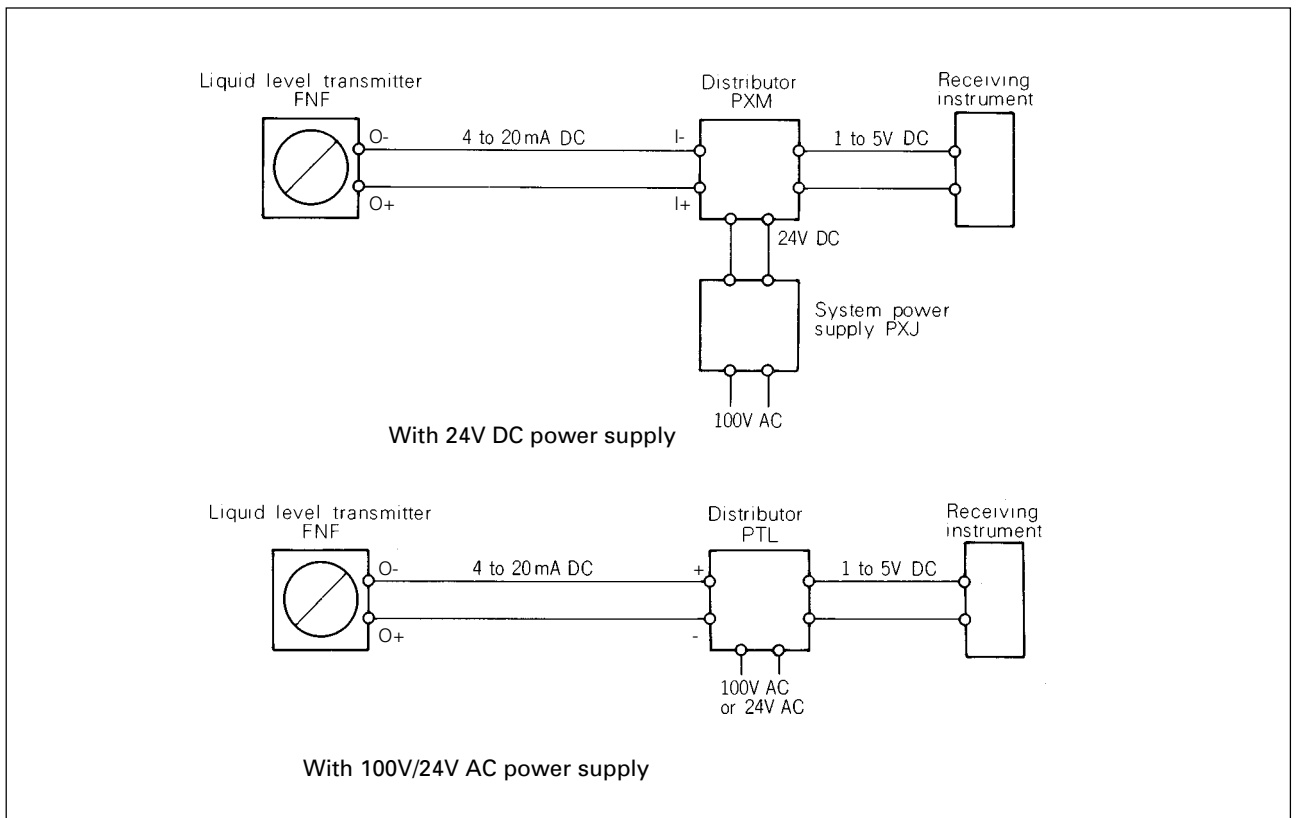 Liquid level transmitter
FNF
Distributor
PXM
Receiving
instrument
O-
4 to 20mA DC
I-
1 to 5V DC
O+
I+
24V DC
System power
supply PXJ
100V AC
With 24V DC power supply
Liquid level transmitter
FNF
Distributor
PTL
Receiving
instrument
O-
4 to 20mA DC
+
1 to 5V DC
O+
-
100V AC
or 24V AC
With 100V/24V AC power supply